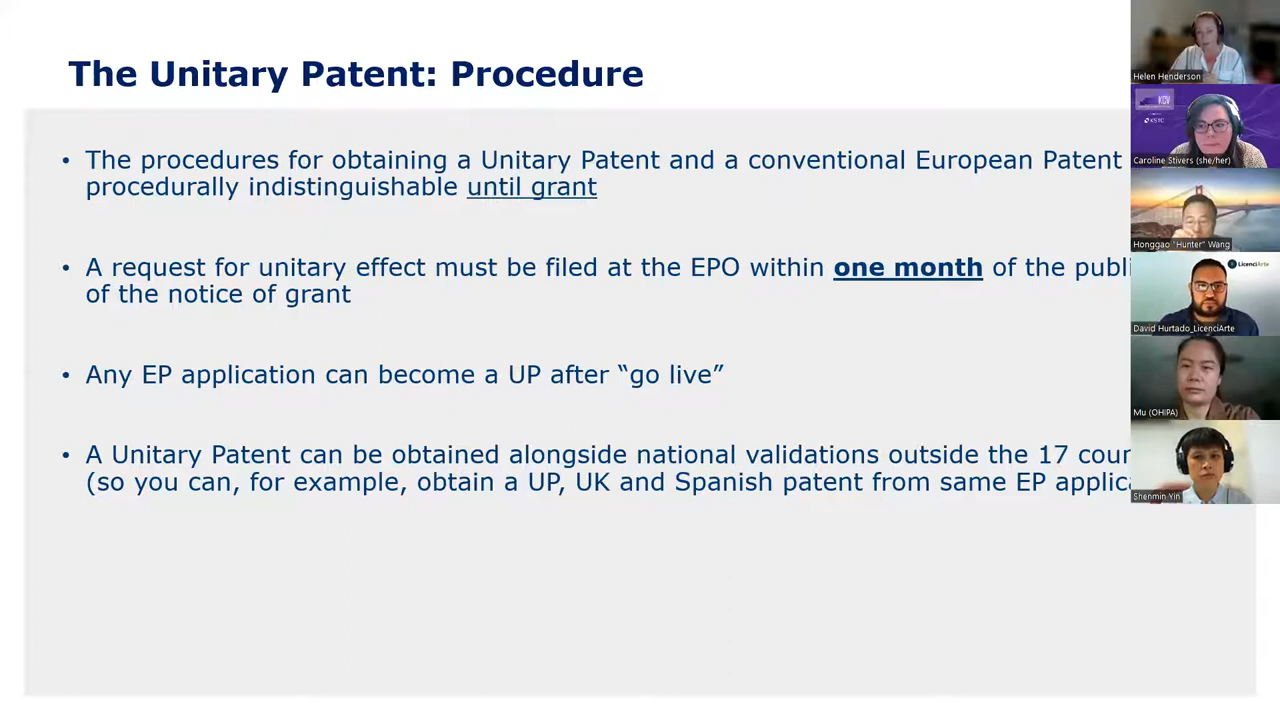 The Unitary Patent: Procedure
• The procedures for obtaining a Unitary Patent and a conventional European Patent
procedurally indistinguishable until grant
• A request for unitary effect must be filed at the EPO within one month of the publi
of the notice of grant
• Any EP application can become a UP after “go live”
• A Unitary Patent can be obtained alongside national validations outside the 17 cour
(so you can, for example, obtain a UP, UK and Spanish patent from same EP applica
Helen Henderson
KCV
KSTC
Caroline Stivers (she/her)
Honggao "Hunter" Wang
LicenciArte
David Hurtado_LicenciArte
Mu (OHIPA)
Shenmin Yin